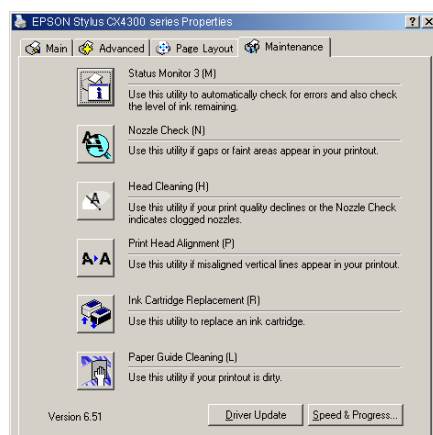 EPSON Stylus CX4300 series Properties
Main Advanced Page Layout Maintenance
Status Monitor 3 (M)
Use this utility to automatically check for errors and also check
the level of ink remaining.
Nozzle Check (N)
Use this utility if gaps or faint areas appear in your printout.
Head Cleaning (H)
Use this utility if your print quality declines or the Nozzle Check
indicates clogged nozzles.
Print Head Alignment (P)
Use this utility if misaligned vertical lines appear in your printout.
Ink Cartridge Replacement (R)
Use this utility to replace an ink cartridge.
Paper Guide Cleaning (L)
Use this utility if your printout is dirty.
Version 6.51 Driver Update Speed & Progress...